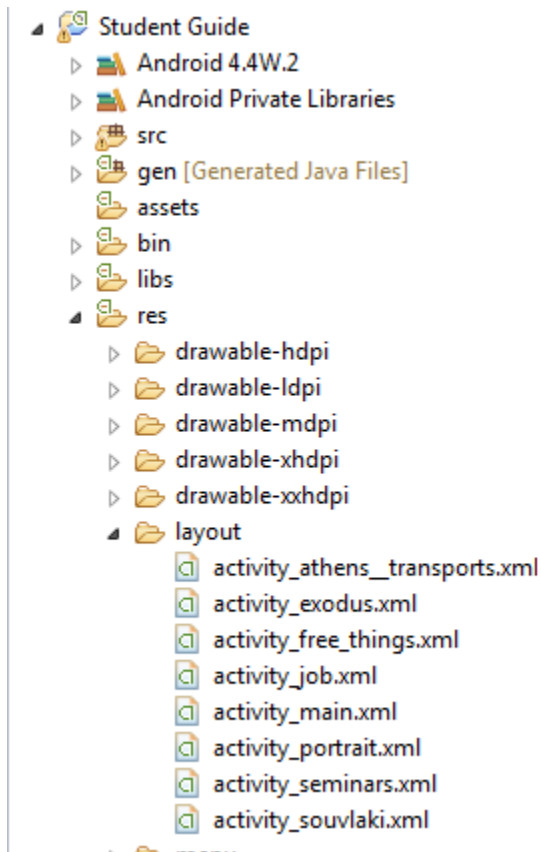 Student Guide
Android 4.4W.2
Android Private Libraries
src
gen [Generated Java Files]
assets
bin
libs
res
drawable-hdpi
drawable-ldpi
drawable-mdpi
drawable-xhdpi
drawable-xxhdpi
layout
activity_athens__transports.xml
activity_exodus.xml
activity_free_things.xml
activity_job.xml
activity_main.xml
activity_portrait.xml
activity_seminars.xml
activity_souvlaki.xml